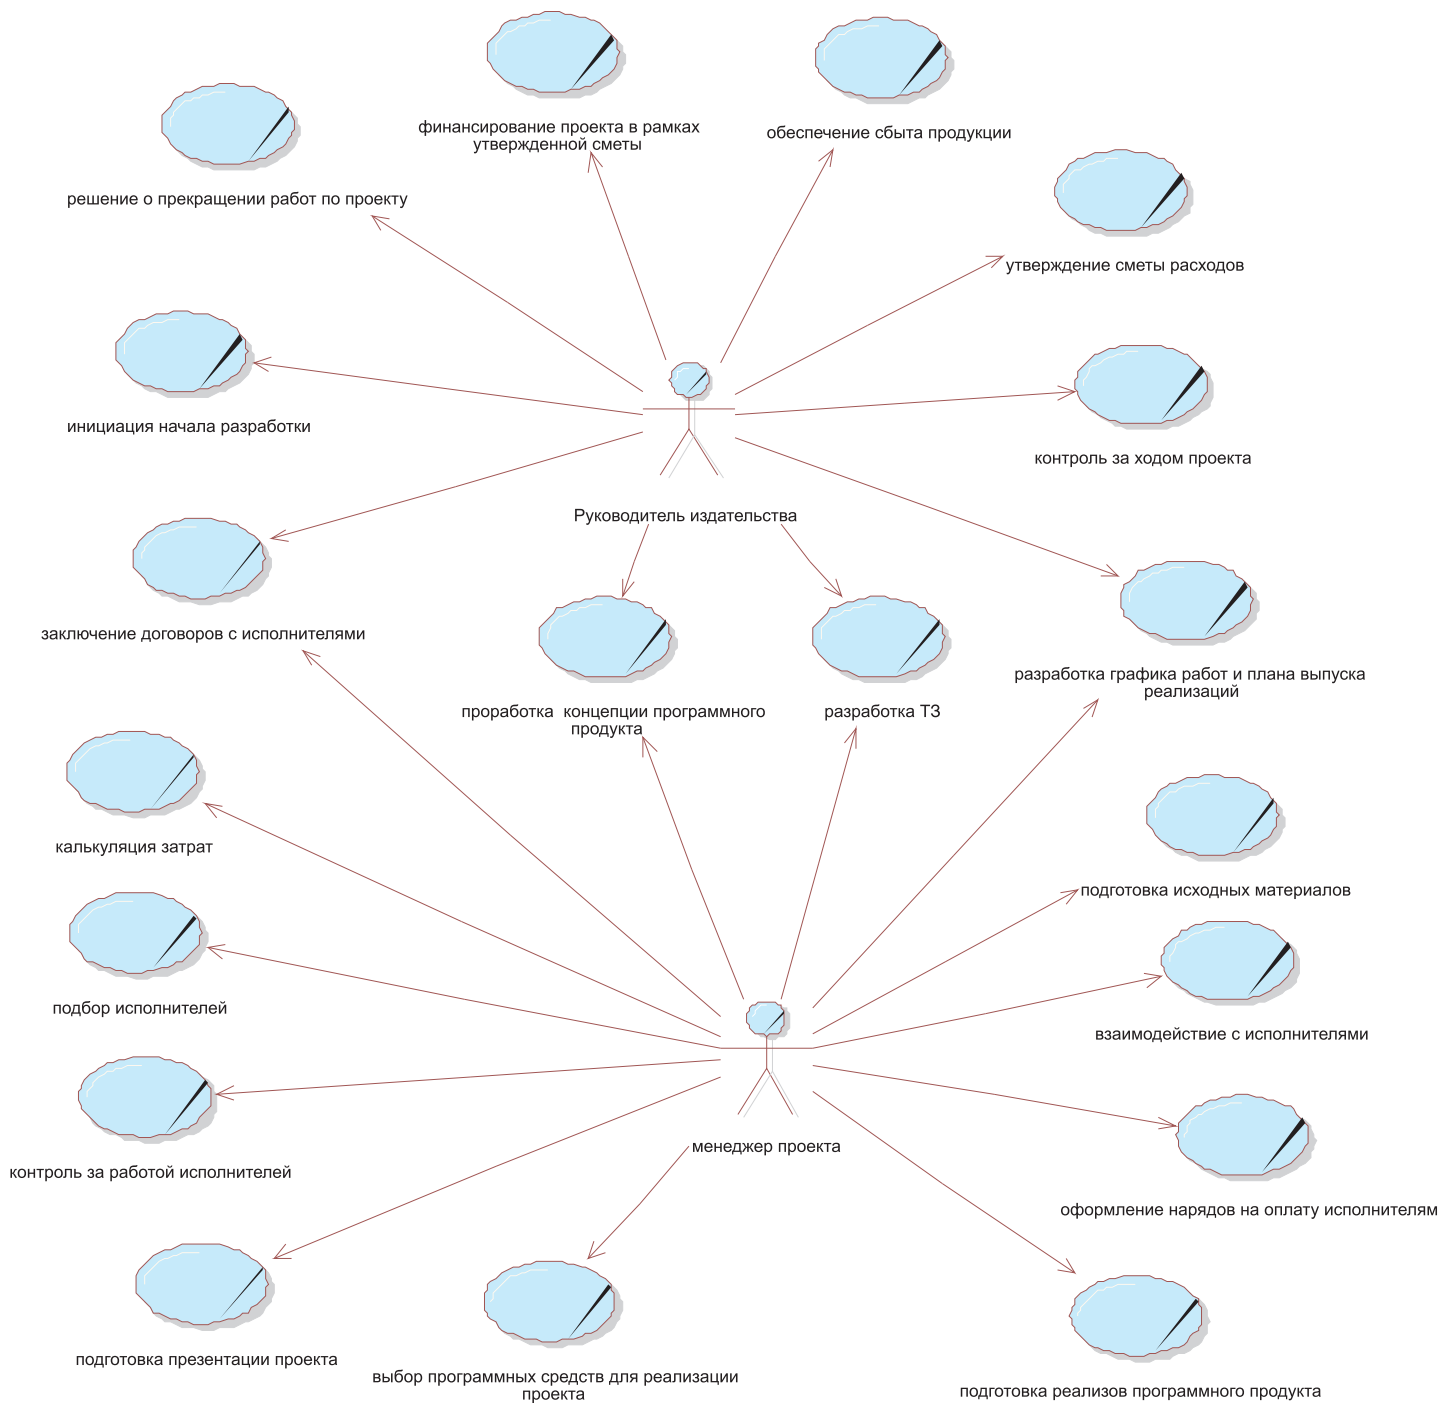 финансирование проекта в рамках
утвержденной сметы
обеспечение сбыта продукции
решение о прекращении работ по проекту
утверждение сметы расходов
инициация начала разработки
контроль за ходом проекта
Руководитель издательства
заключение договоров с исполнителями
разработка графика работ и плана выпуска
реализаций
проработка концепции программного
продукта
разработка ТЗ
калькуляция затрат
подготовка исходных материалов
подбор исполнителей
взаимодействие с исполнителями
менеджер проекта
контроль за работой исполнителей
оформление нарядов на оплату исполнителям
подготовка презентации проекта
выбор программных средств для реализации
проекта
подготовка реализов программного продукта